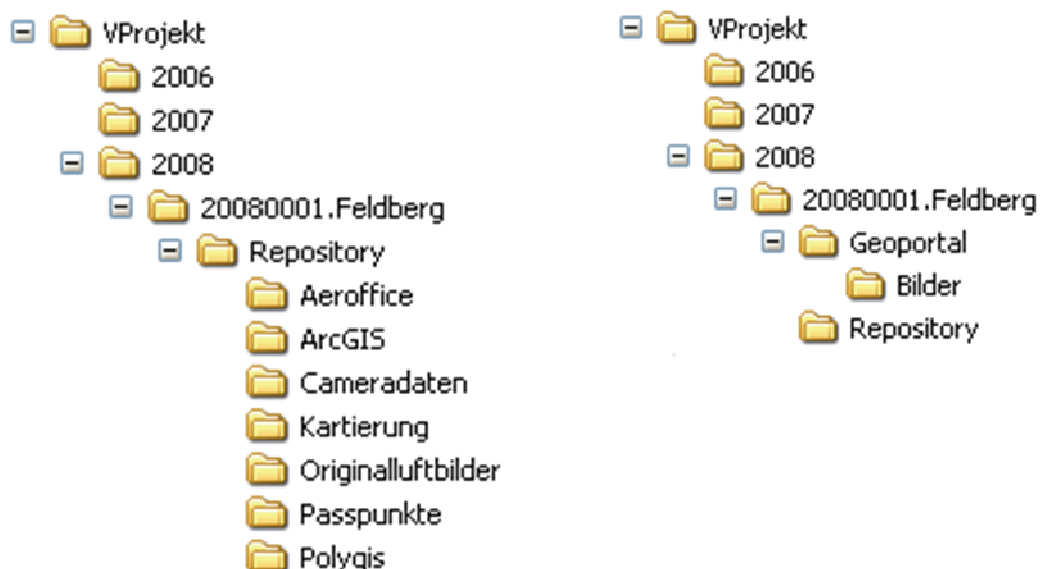 VProjekt
2006
2007
2008
20080001.Feldberg
Repository
Aeroffice
ArcGIS
Cameradaten
Kartierung
Originalluftbilder
Passpunkte
Polygis
VProjekt
2006
2007
2008
20080001.Feldberg
Geoportal
Bilder
Repository